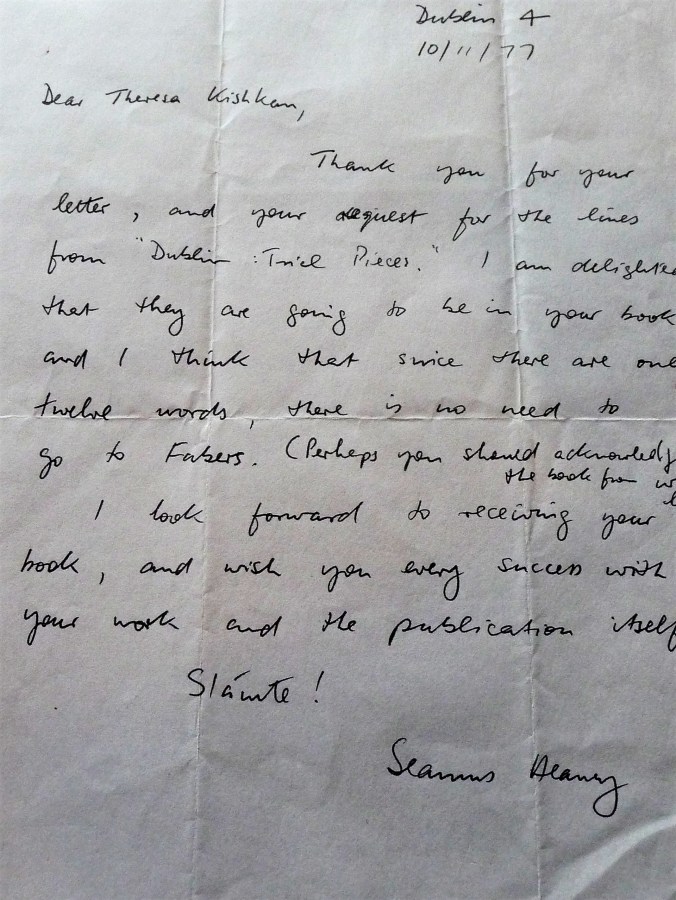 Dublin 4
10/11/77
Dear Theresa Kishkan,
Thank you for your
letter, and your request for the lines
from "Dublin: Trial Pieces." I am delighted
that they are going to be in your book
and I think that since there are
twelve words, there is no need to
go to Fabers. (Perhaps you should acknowledg
the book from
I look forward to receiving your
book, and wish you every success with
your work and the publication itself
Sláinte!
Seamus Heaney